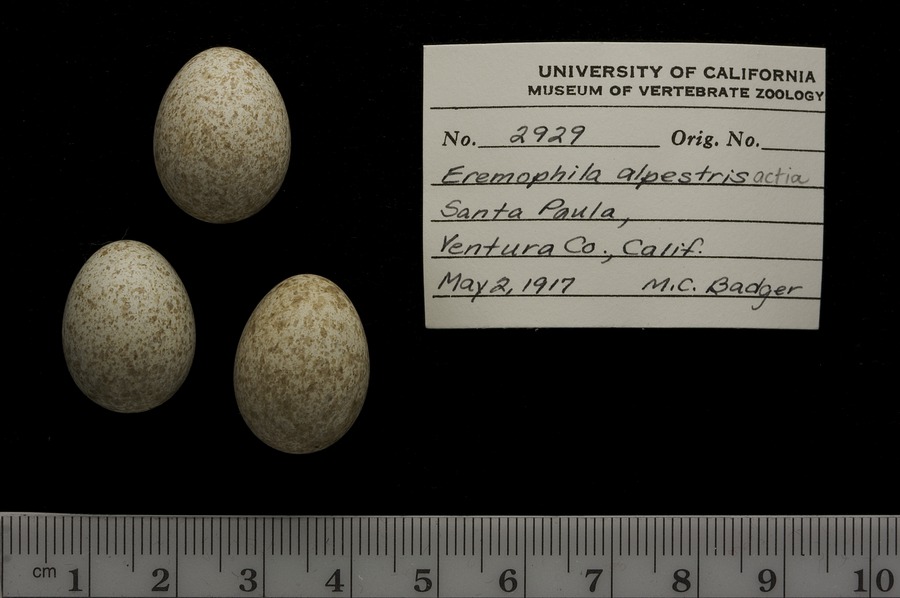 UNIVERSITY OF CALIFORNIA
MUSEUM OF VERTEBRATE ZOOLOGY
No. 2929 Orig. No.
Eremophila alpestris actia
Santa Paula,
Ventura Co., Calif.
May 2, 1917 M.C. Badger
cm 1 2 3 4 5 6 7 8 9 10